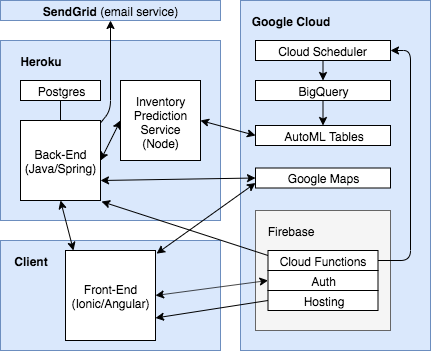 SendGrid (email service)
Heroku
Postgres
Back-End
(Java/Spring)
Inventory
Prediction
Service
(Node)
Client
Front-End
(Ionic/Angular)
Google Cloud
Cloud Scheduler
BigQuery
AutoML Tables
Google Maps
Firebase
Cloud Functions
Auth
Hosting